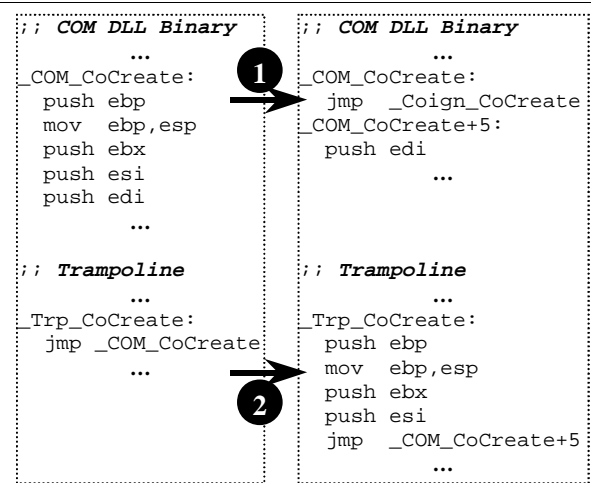 ;; COM DLL Binary
...
_COM_CoCreate:
push ebp
mov ebp,esp
push ebx
push esi
push edi
...
;; Trampoline
...
_Trp_CoCreate:
jmp _COM_CoCreate
...
1
2
;; COM DLL Binary
...
_COM_CoCreate:
jmp _Coign_CoCreate
_COM_CoCreate+5:
push edi
...
;; Trampoline
...
_Trp_CoCreate:
push ebp
mov ebp,esp
push ebx
push esi
jmp _COM_CoCreate+5
...